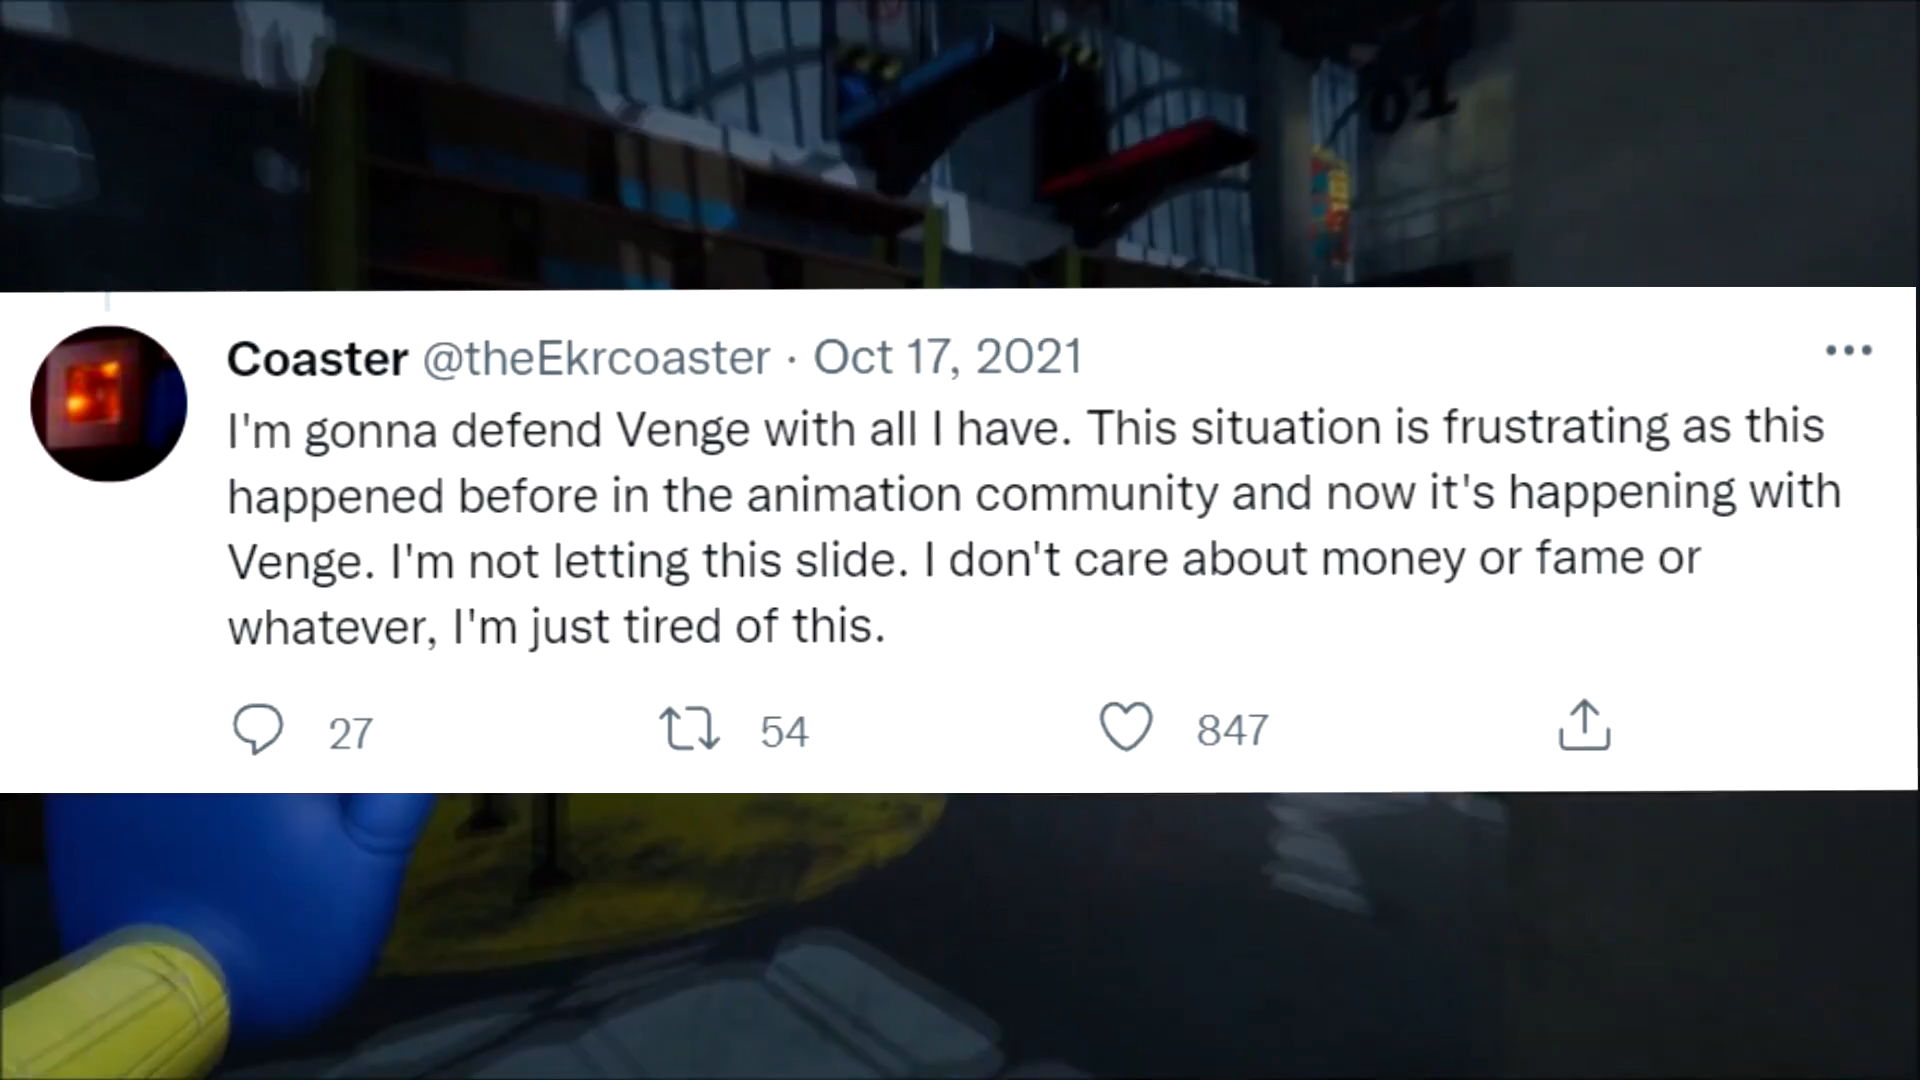 01
Coaster @theEkrcoaster · Oct 17, 2021
I'm gonna defend Venge with all I have. This situation is frustrating as this
happened before in the animation community and now it's happening with
Venge. I'm not letting this slide. I don't care about money or fame or
whatever, I'm just tired of this.
27 54 847